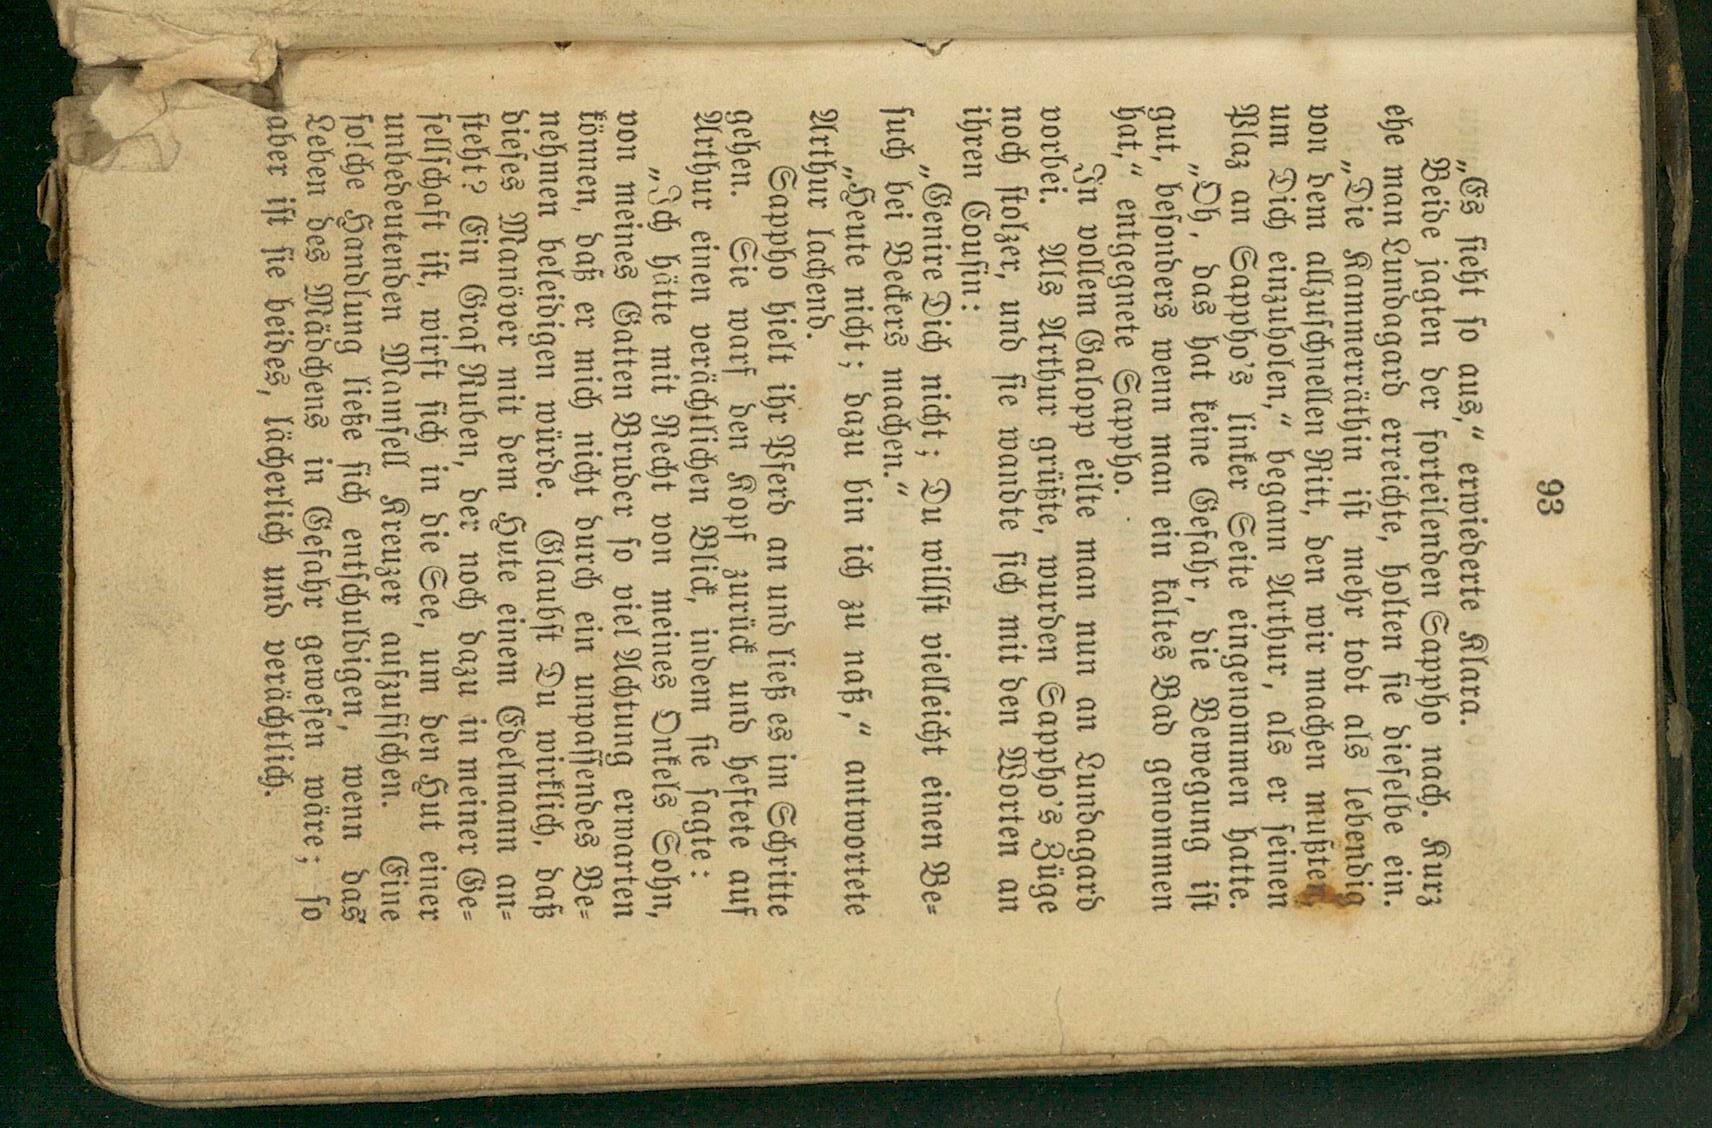 93
„Es sieht so aus,“ erwiederte Klara.
Beide jagten der forteilenden Sappho nach. Kurz
ehe man Lundagard erreichte, holten sie dieselbe ein.
„Die Kammerräthin ist mehr todt als lebendig
von dem allzuschnellen Ritt, den wir machen mußten,
um Dich einzuholen,“ begann Arthur, als er seinen
Plaz an Sappho's linker Seite eingenommen hatte.
„Oh, das hat keine Gefahr, die Bewegung ist
gut, besonders wenn man ein kaltes Bad genommen
hat,“ entgegnete Sappho.
In vollem Galopp eilte man nun an Lundagard
vorbei. Als Arthur grüßte, wurden Sappho's Züge
noch stolzer, und sie wandte sich mit den Worten an
ihren Cousin:
„Genire Dich nicht; Du willst vielleicht einen Be-
such bei Beckers machen.“
„Heute nicht; dazu bin ich zu naß,“ antwortete
Arthur lachend.
Sappho hielt ihr Pferd an und ließ es im Schritte
gehen. Sie warf den Kopf zurück und heftete auf
Arthur einen verächtlichen Blick, indem sie sagte:
„Ich hätte mit Recht von meines Onkels Sohn,
von meines Gatten Bruder so viel Achtung erwarten
können, daß er mich nicht durch ein unpassendes Be-
nehmen beleidigen würde. Glaubst Du wirklich, daß
dieses Manöver mit dem Hute einem Edelmann an-
steht? Ein Graf Ruben, der noch dazu in meiner Ge-
sellschaft ist, wirft sich in die See, um den Hut einer
unbedeutenden Mamsell Kreuzer aufzufischen. Eine
solche Handlung ließe sich entschuldigen, wenn das
Leben des Mädchens in Gefahr gewesen wäre; so
aber ist sie beides, lächerlich und verächtlich.